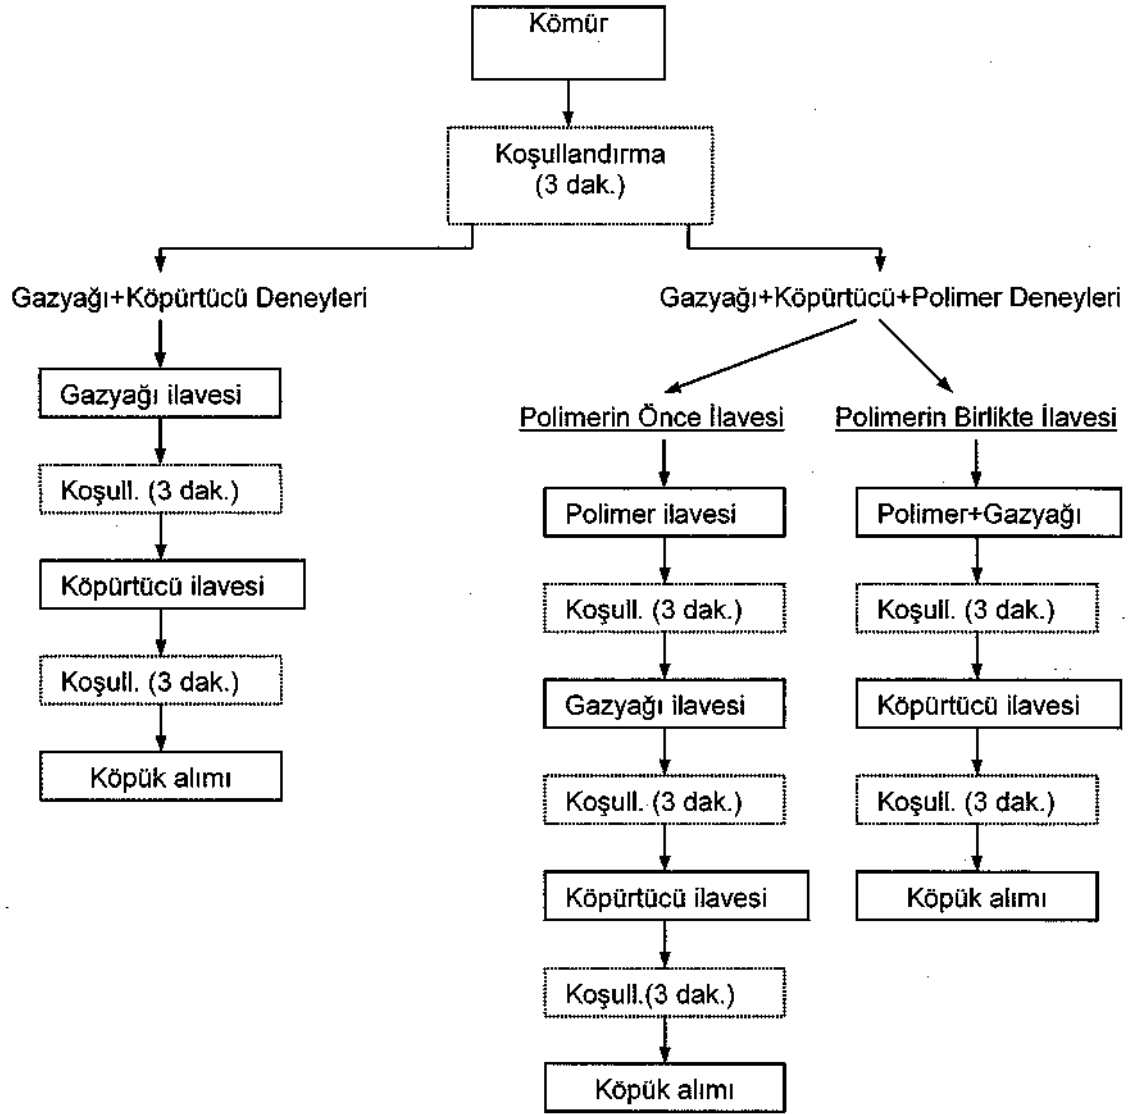 Kömür
Koşullandırma
(3 dak.)
Gazyağı+Köpürtücü Deneyleri
Gazyağı ilavesi
Koşull. (3 dak.)
Köpürtücü ilavesi
Koşull. (3 dak.)
Köpük alımı
Gazyağı+Köpürtücü+Polimer Deneyleri
Polimerin Önce İlavesi
Polimer ilavesi
Koşull. (3 dak.)
Gazyağı ilavesi
Koşull. (3 dak.)
Köpürtücü ilavesi
Koşull.(3 dak.)
Köpük alımı
Polimerin Birlikte İlavesi
Polimer+Gazyağı
Koşull. (3 dak.)
Köpürtücü ilavesi
Koşull. (3 dak.)
Köpük alımı